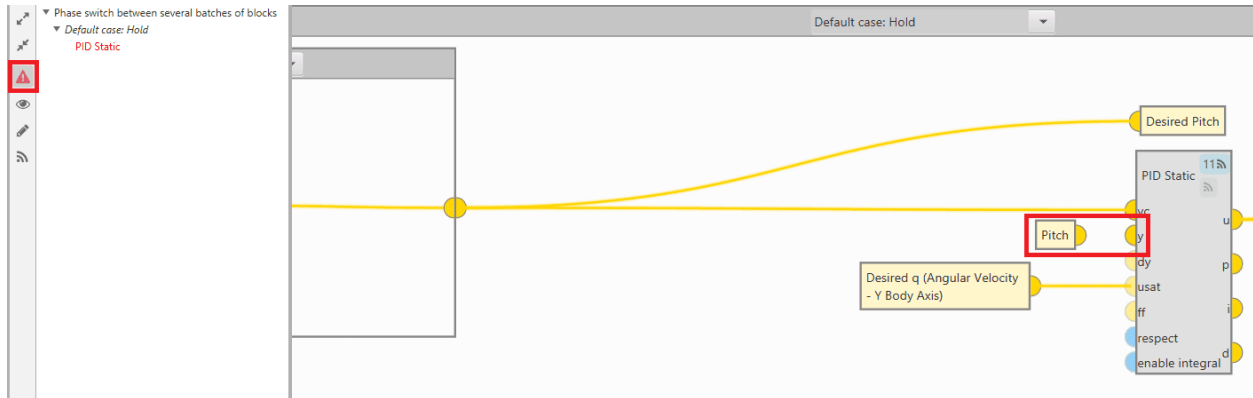 Phase switch between several batches of blocks
Default case: Hold
PID Static
Default case: Hold
Desired Pitch
PID Static
11
yc
u
Pitch
y
dy
p
Desired q (Angular Velocity
- Y Body Axis)
usat
ff
i
respect
d
enable integral